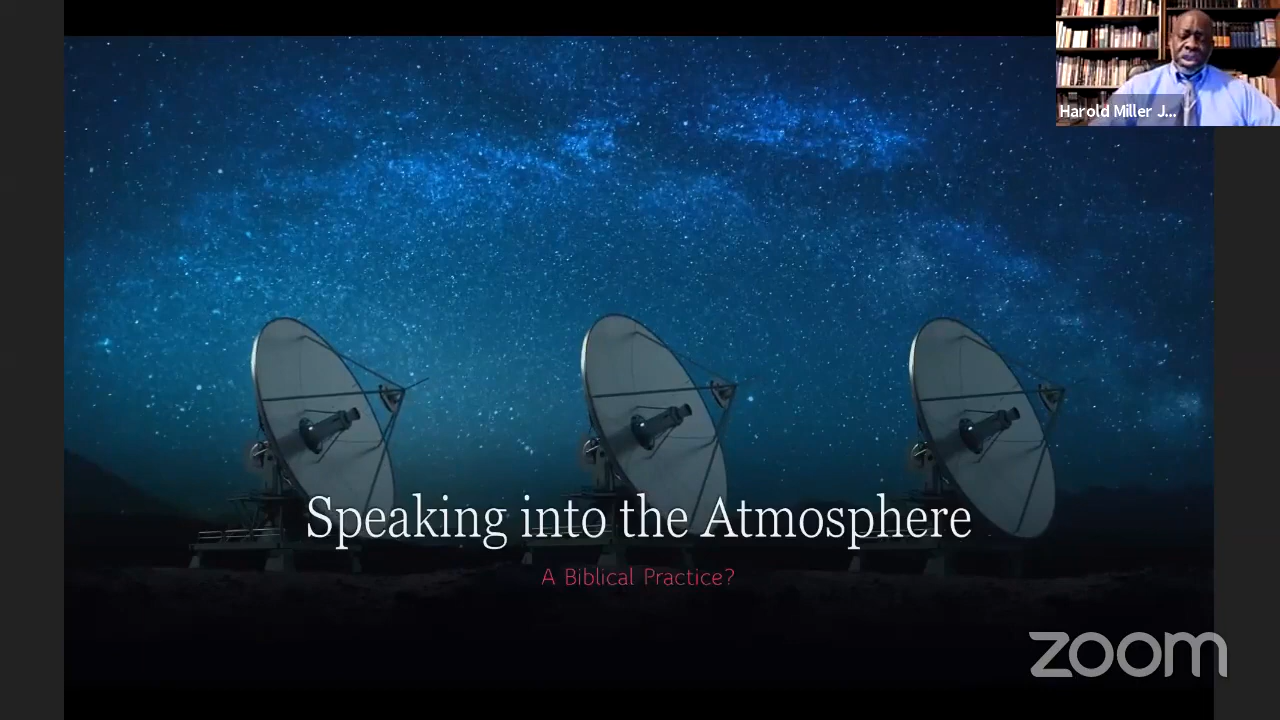 Harold Miller J...
Speaking into the Atmosphere
A Biblical Practice?
zoom